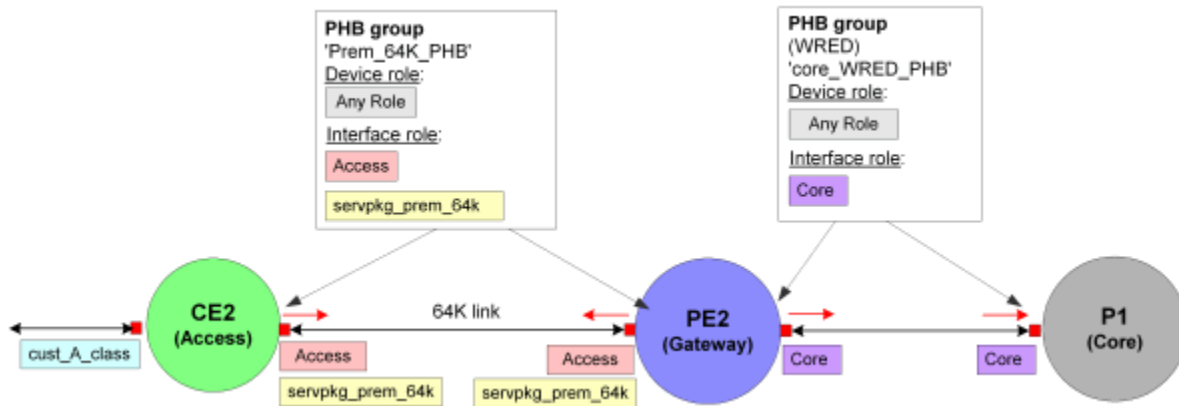 PHB group
'Prem_64K_PHB'
Device role:
Any Role
Interface role:
Access
servpkg_prem_64k
PHB group
(WRED)
'core_WRED_PHB'
Device role:
Any Role
Interface role:
Core
CE2
(Access)
64K link
PE2
(Gateway)
P1
(Core)
cust_A_class
Access
servpkg_prem_64k
Access
servpkg_prem_64k
Core
Core